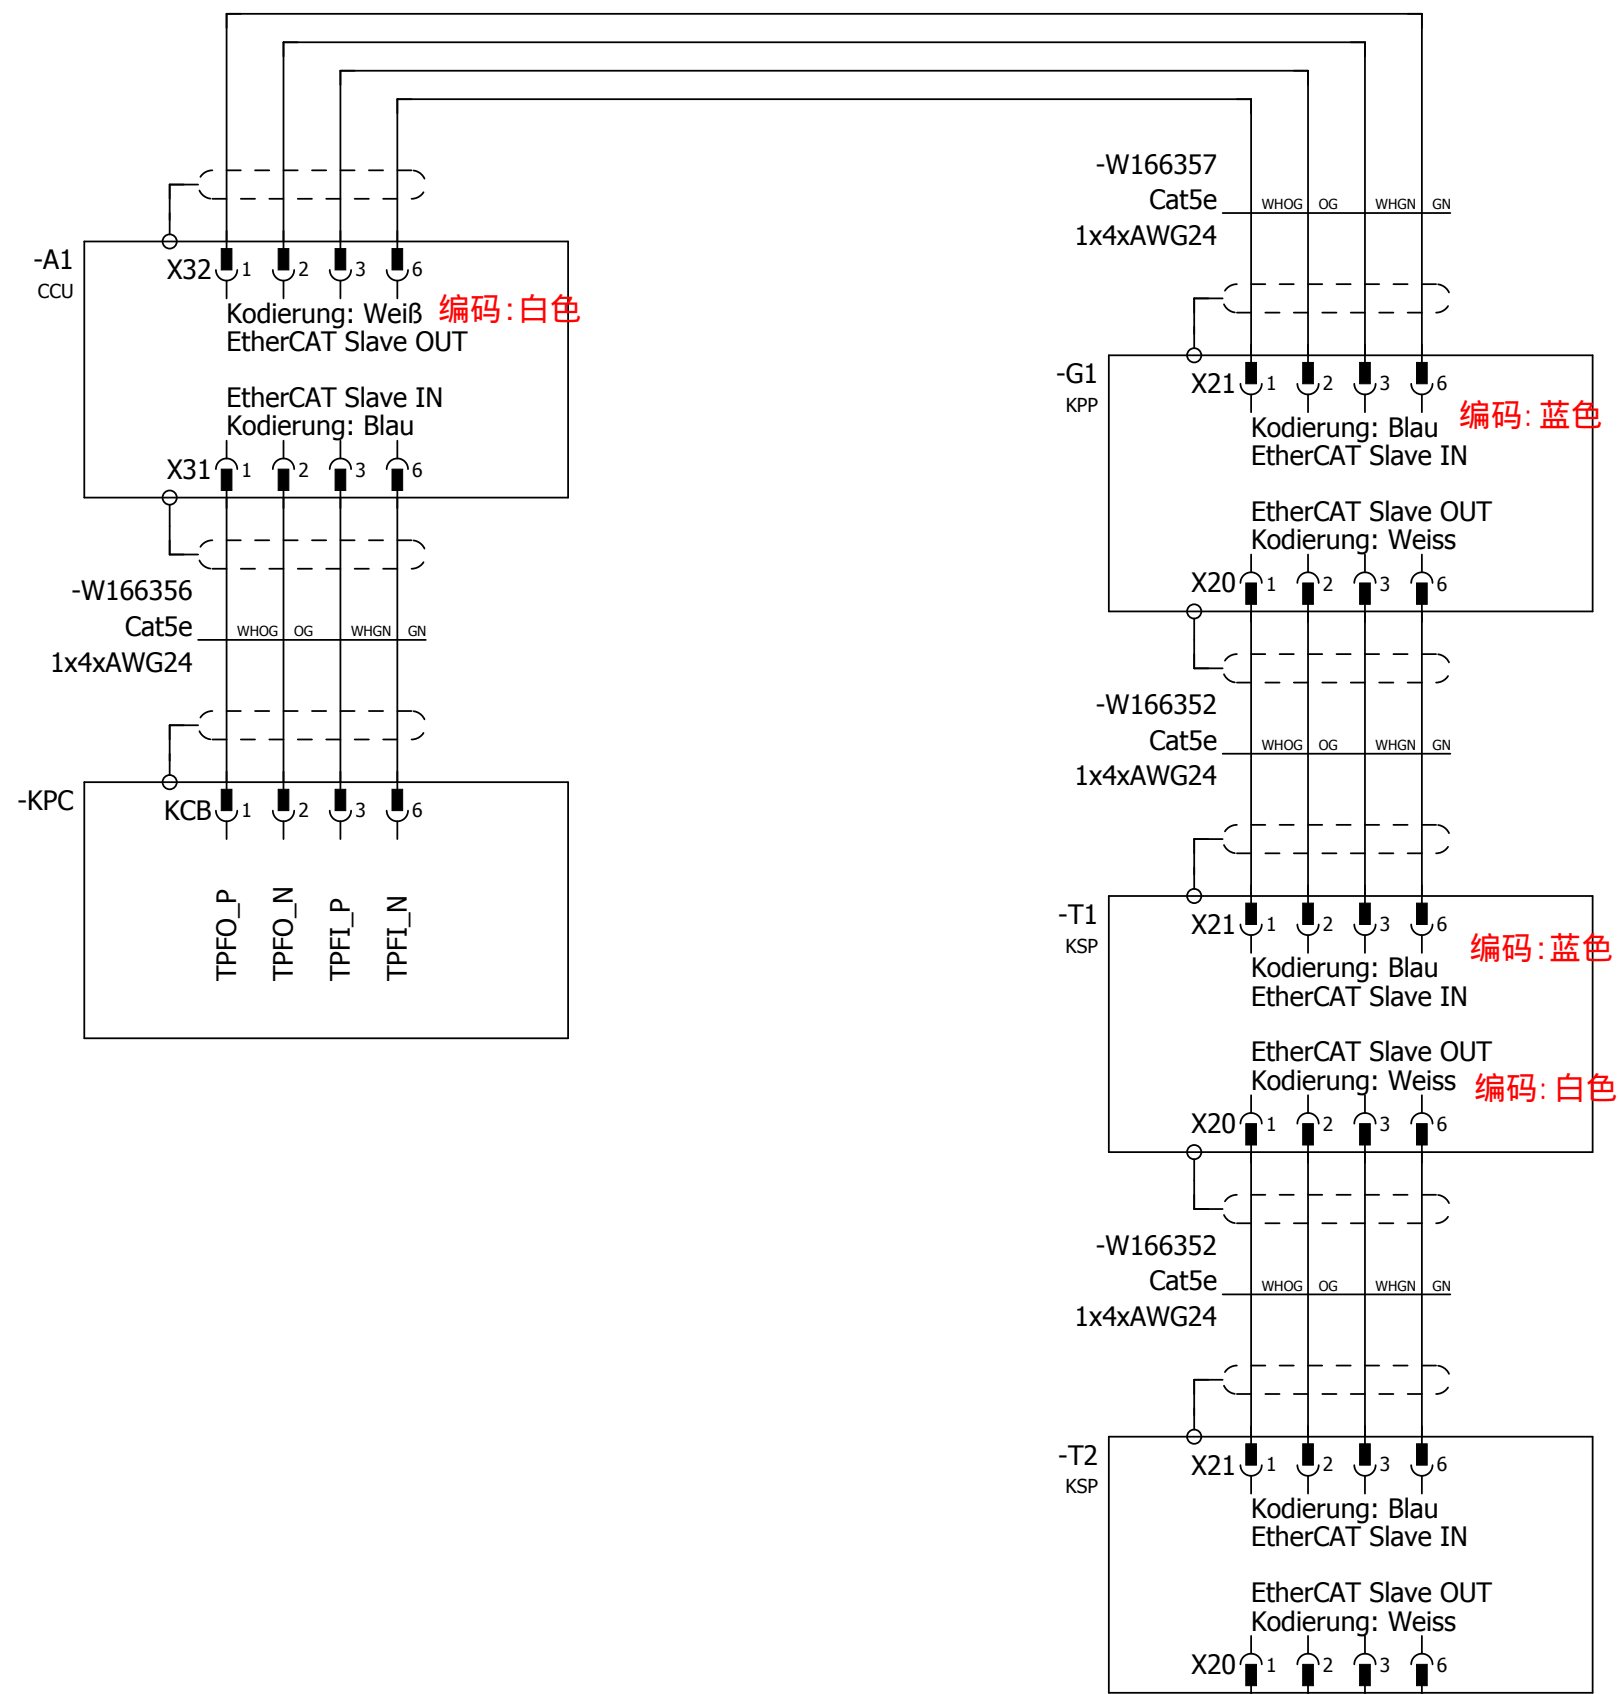 -A1
CCU
X32 1 2 3 6
Kodierung: Weiß 编码:白色
EtherCAT Slave OUT
EtherCAT Slave IN
Kodierung: Blau
X31 1 2 3 6
-W166356
Cat5e WHOG OG WHGN GN
1x4xAWG24
-KPC
KCB 1 2 3 6
TPFO_P
TPFO_N
TPFI_P
TPFI_N
-W166357
Cat5e WHOG OG WHGN GN
1x4xAWG24
-G1
KPP
X21 1 2 3 6
Kodierung: Blau 编码:蓝色
EtherCAT Slave IN
EtherCAT Slave OUT
Kodierung: Weiss
X20 1 2 3 6
-W166352
Cat5e WHOG OG WHGN GN
1x4xAWG24
-T1
KSP
X21 1 2 3 6
Kodierung: Blau 编码:蓝色
EtherCAT Slave IN
EtherCAT Slave OUT
Kodierung: Weiss 编码:白色
X20 1 2 3 6
-W166352
Cat5e WHOG OG WHGN GN
1x4xAWG24
-T2
KSP
X21 1 2 3 6
Kodierung: Blau
EtherCAT Slave IN
EtherCAT Slave OUT
Kodierung: Weiss
X20 1 2 3 6